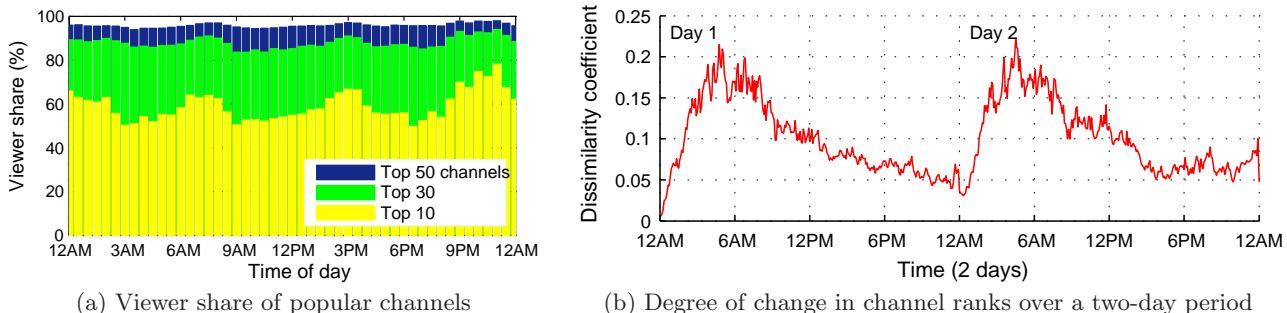 100
80
60
40
20
0
Viewer share (%)
Top 50 channels
Top 30
Top 10
12AM 3AM 6AM 9AM 12PM 3PM 6PM 9PM 12AM
Time of day
(a) Viewer share of popular channels
0.25
0.2
0.15
0.1
0.05
0
Dissimilarity coefficient
Day 1
Day 2
12AM 6AM 12PM 6PM 12AM 6AM 12PM 6PM 12AM
Time (2 days)
(b) Degree of change in channel ranks over a two-day period